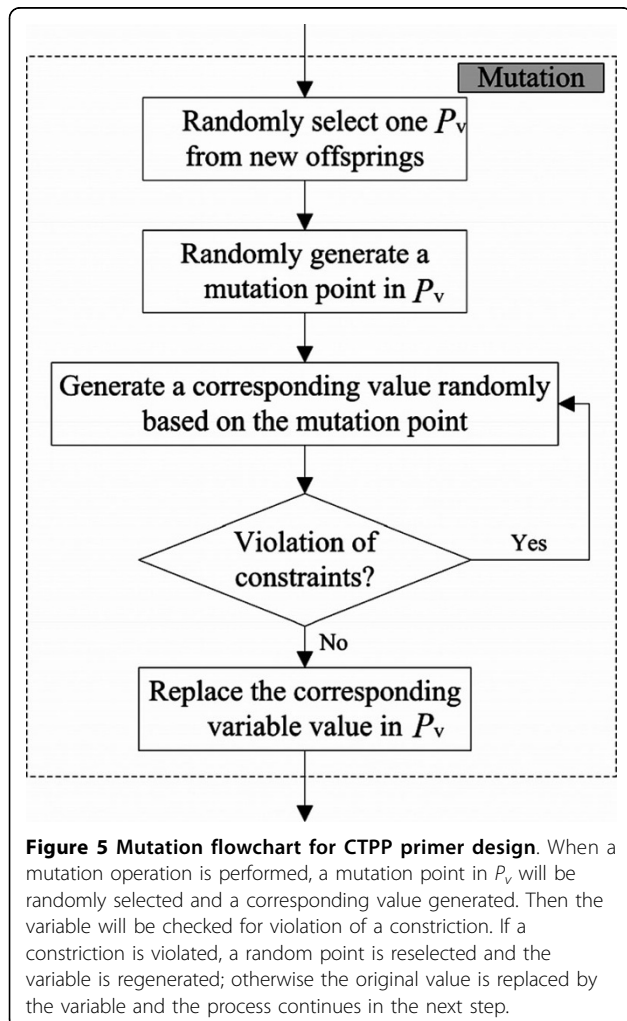 Mutation
Randomly select one Pv
from new offsprings
Randomly generate a
mutation point in Pv
Generate a corresponding value randomly
based on the mutation point
Violation of
constraints?
Yes
No
Replace the corresponding
variable value in Pv
Figure 5 Mutation flowchart for CTPP primer design. When a
mutation operation is performed, a mutation point in Pv will be
randomly selected and a corresponding value generated. Then the
variable will be checked for violation of a constriction. If a
constriction is violated, a random point is reselected and the
variable is regenerated; otherwise the original value is replaced by
the variable and the process continues in the next step.